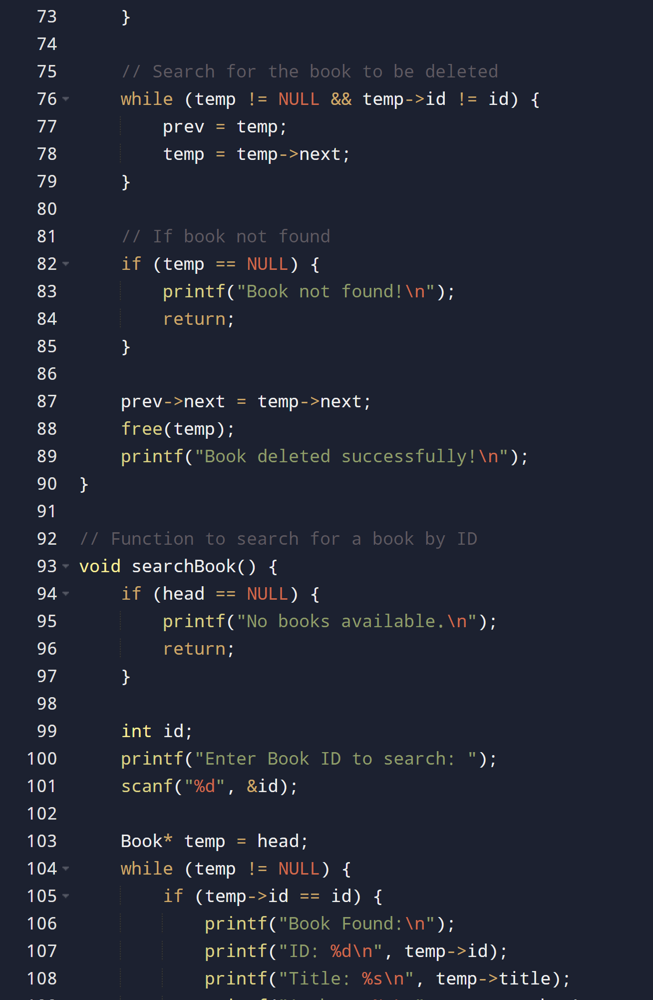 73 }
74
75 // Search for the book to be deleted
76 while (temp != NULL && temp->id != id) {
77 prev = temp;
78 temp = temp->next;
79 }
80
81 // If book not found
82 if (temp == NULL) {
83 printf("Book not found!\n");
84 return;
85 }
86
87 prev->next = temp->next;
88 free(temp);
89 printf("Book deleted successfully!\n");
90 }
91
92 // Function to search for a book by ID
93 void searchBook() {
94 if (head == NULL) {
95 printf("No books available.\n");
96 return;
97 }
98
99 int id;
100 printf("Enter Book ID to search: ");
101 scanf("%d", &id);
102
103 Book* temp = head;
104 while (temp != NULL) {
105 if (temp->id == id) {
106 printf("Book Found:\n");
107 printf("ID: %d\n", temp->id);
108 printf("Title: %s\n", temp->title);